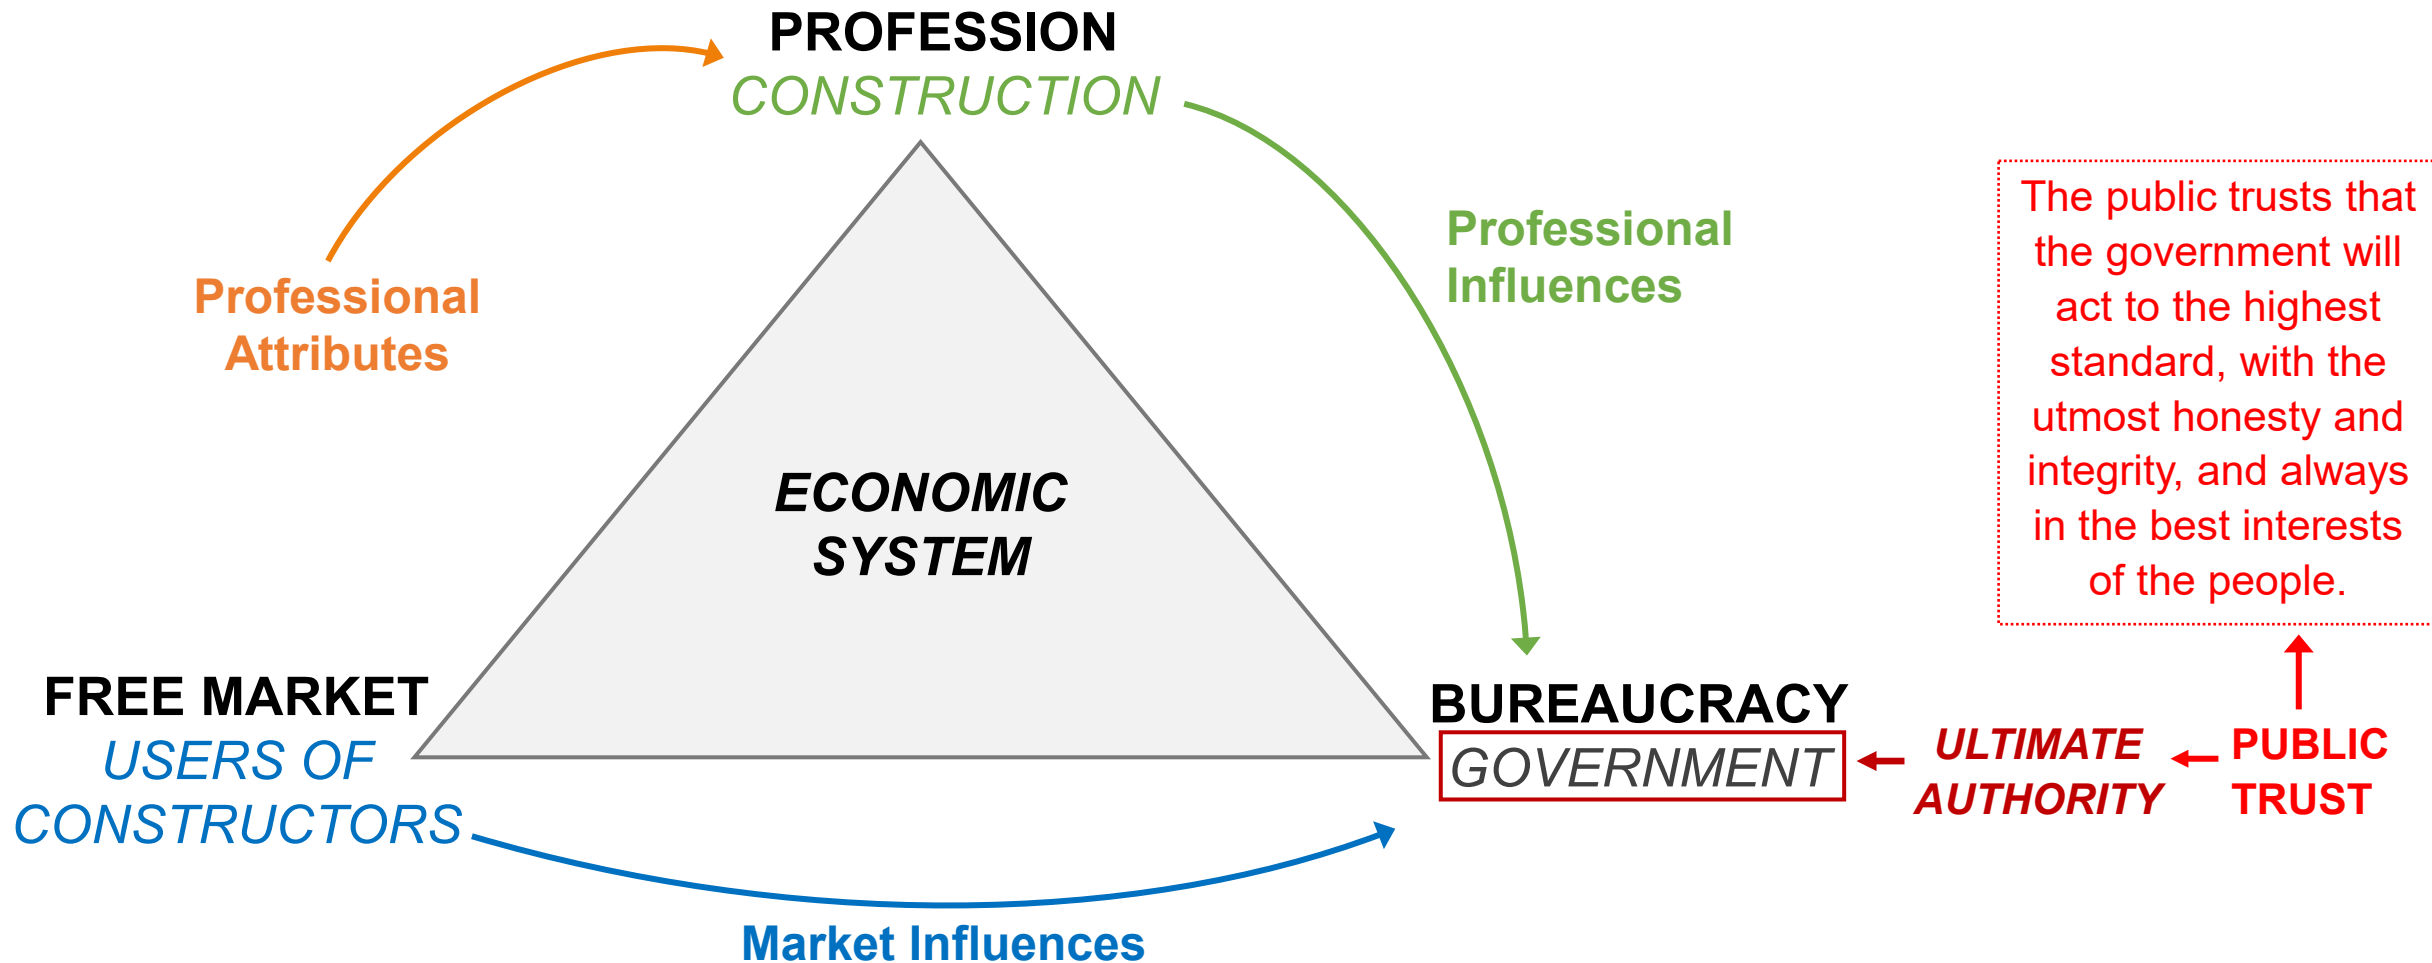 PROFESSION
CONSTRUCTION
Professional
Attributes
Professional
Influences
ECONOMIC
SYSTEM
FREE MARKET
USERS OF
CONSTRUCTORS
Market Influences
BUREAUCRACY
GOVERNMENT
ULTIMATE
AUTHORITY
PUBLIC
TRUST
The public trusts that
the government will
act to the highest
standard, with the
utmost honesty and
integrity, and always
in the best interests
of the people.